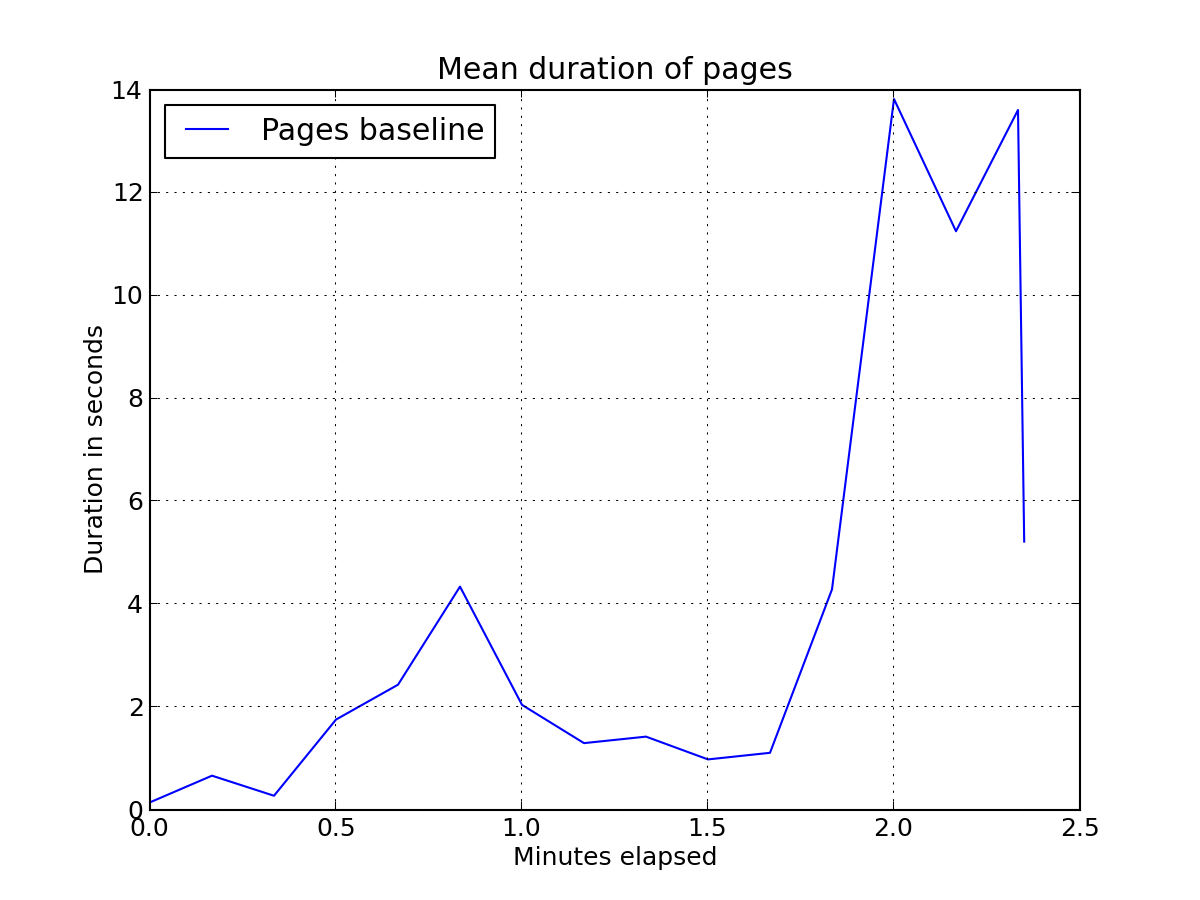 Mean duration of pages
14
Pages baseline
12
10
8
6
4
2
0
Duration in seconds
0.0 0.5 1.0 1.5 2.0 2.5
Minutes elapsed